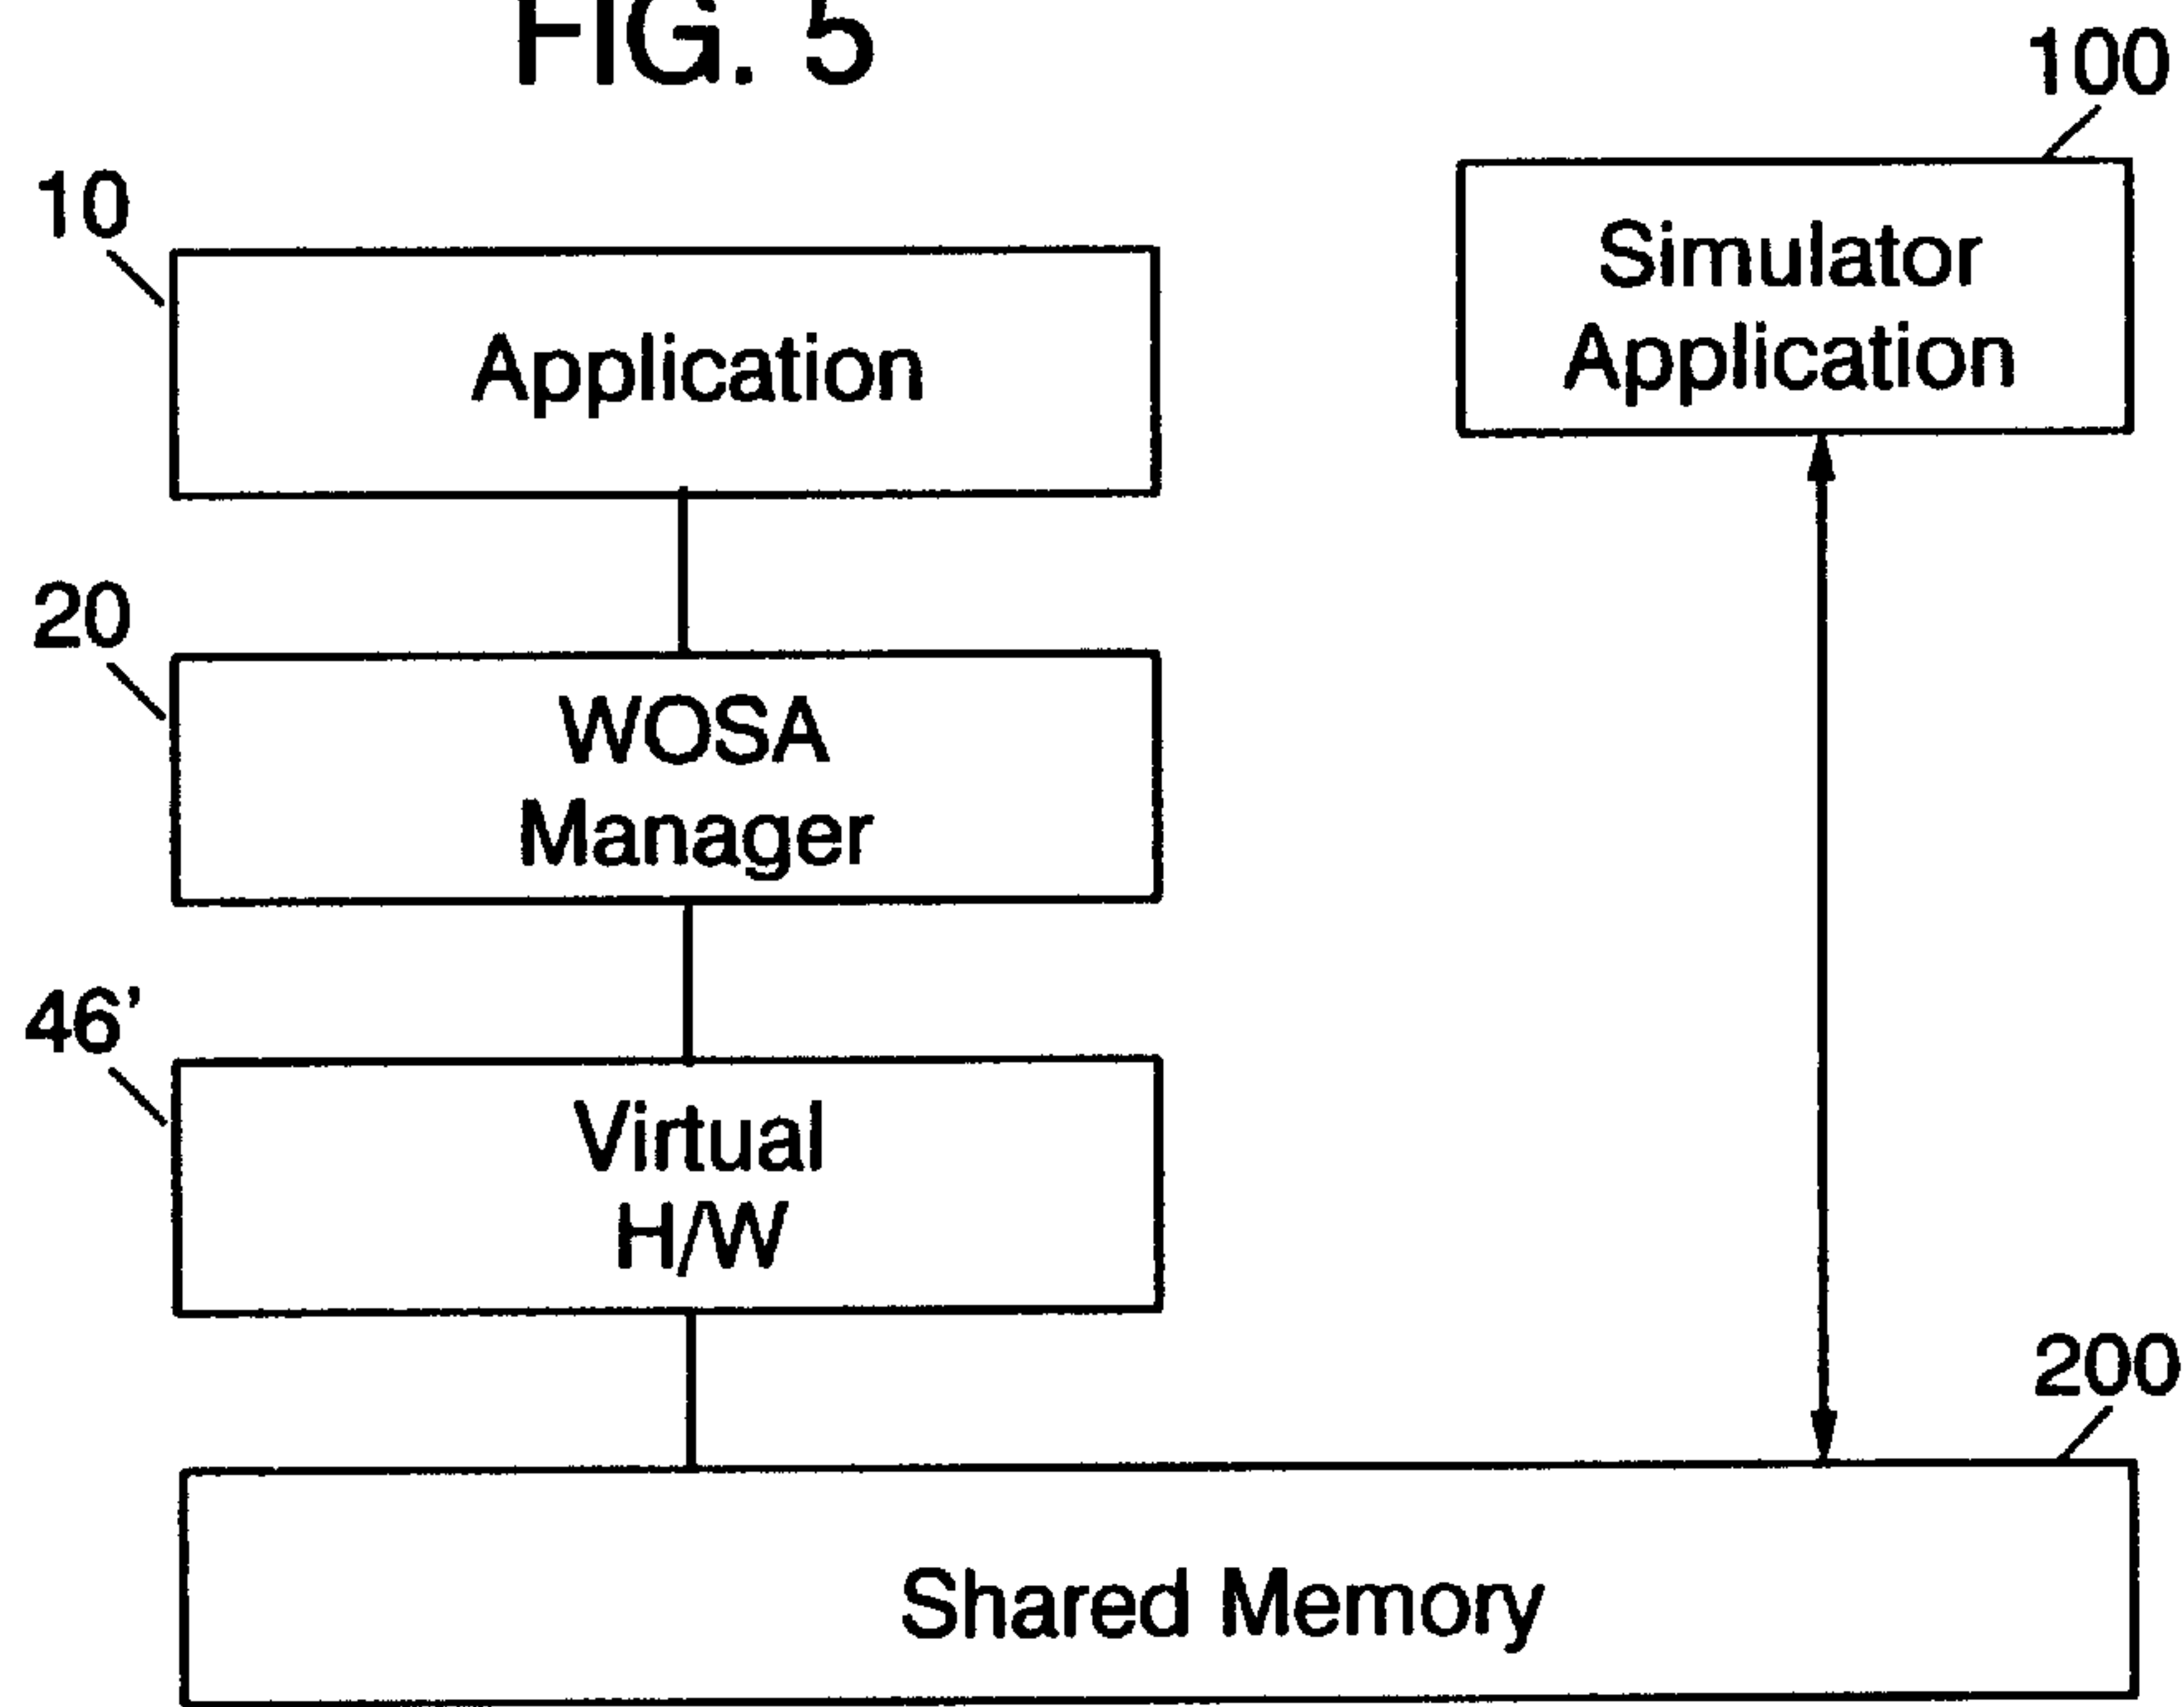 FIG. 5
100
10
Simulator
Application
Application
20
WOSA
Manager
46'
Virtual
H/W
200
Shared Memory